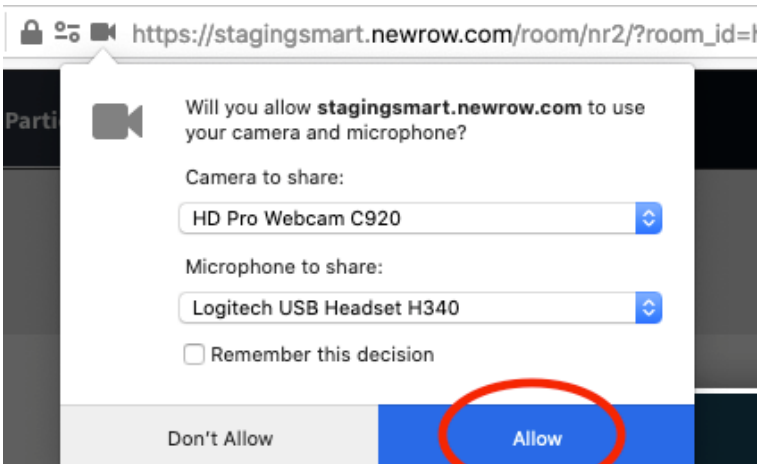 https://stagingsmart.newrow.com/room/nr2/?room_id=
Parti
Will you allow stagingsmart.newrow.com to use
your camera and microphone?
Camera to share:
HD Pro Webcam C920
Microphone to share:
Logitech USB Headset H340
Remember this decision
Don't Allow
Allow